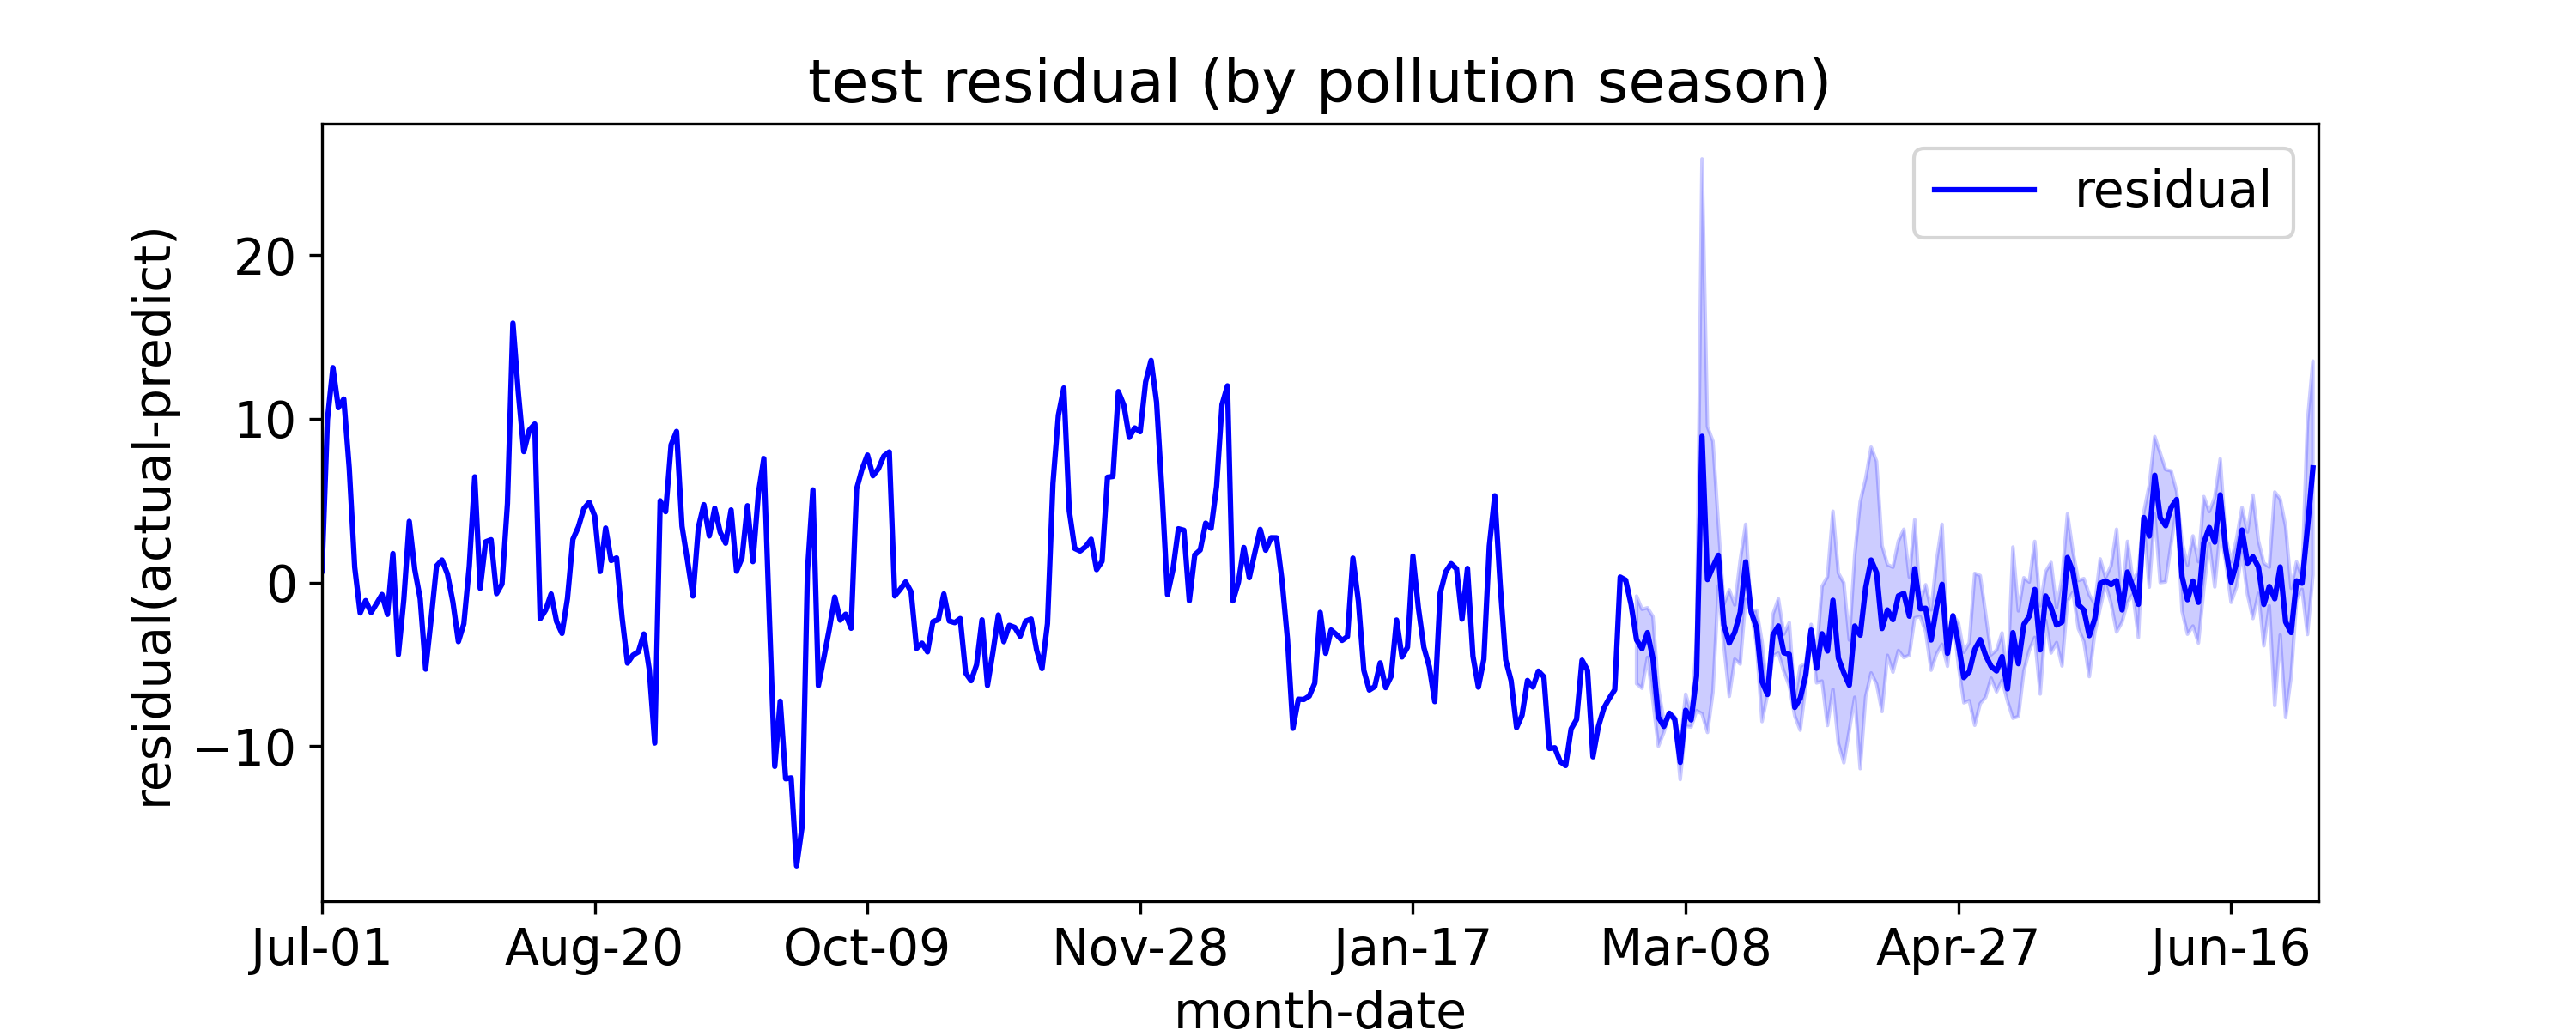 test residual (by pollution season)
residual
residual(actual-predict)
20
10
0
−10
Jul-01 Aug-20 Oct-09 Nov-28 Jan-17 Mar-08 Apr-27 Jun-16
month-date